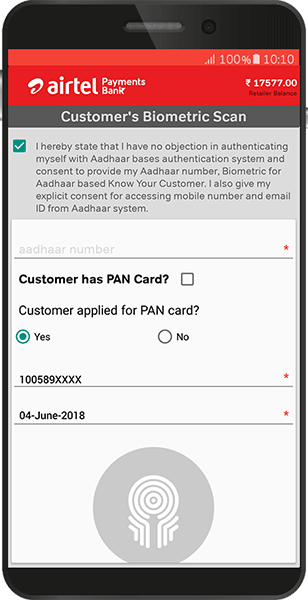 100% 10:10
airtel Payments Bank
₹ 17577.00
Retailer Balance
Customer's Biometric Scan
I hereby state that I have no objection in authenticating
myself with Aadhaar bases authentication system and
consent to provide my Aadhaar number, Biometric for
Aadhaar based Know Your Customer. I also give my
explicit consent for accessing mobile number and email
ID from Aadhaar system.
aadhaar number *
Customer has PAN Card?
Customer applied for PAN card?
Yes No
100589XXXX *
04-June-2018 *